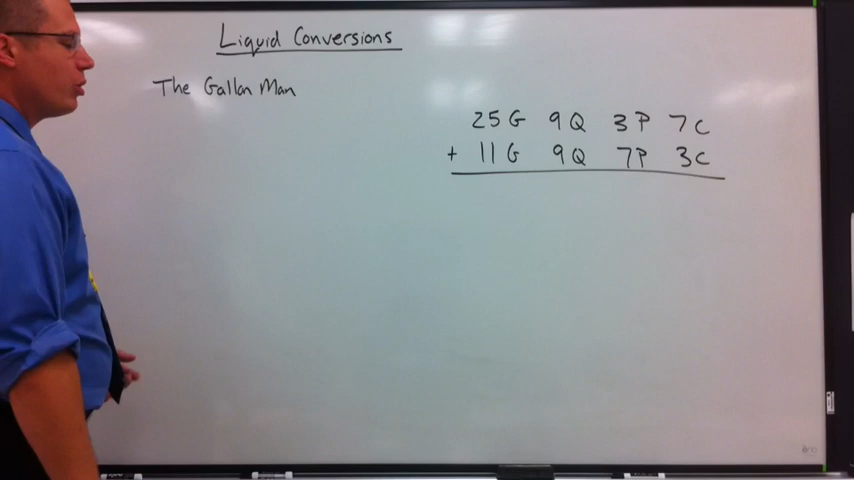 Liquid Conversions
The Gallon Man
25G 9Q 3P 7C
+ 11G 9Q 7P 3C